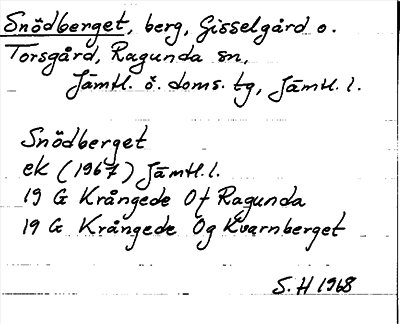 Snödberget, berg, Gisselgård o.
Torsgård, Ragunda sn,
Jämtl. ö. doms. tg, Jämtl. l.
Snödberget
ek (1967) Jämtl. l.
19 G Krångede Of Ragunda
19 G Krångede Og Kvarnberget
S. H 1968